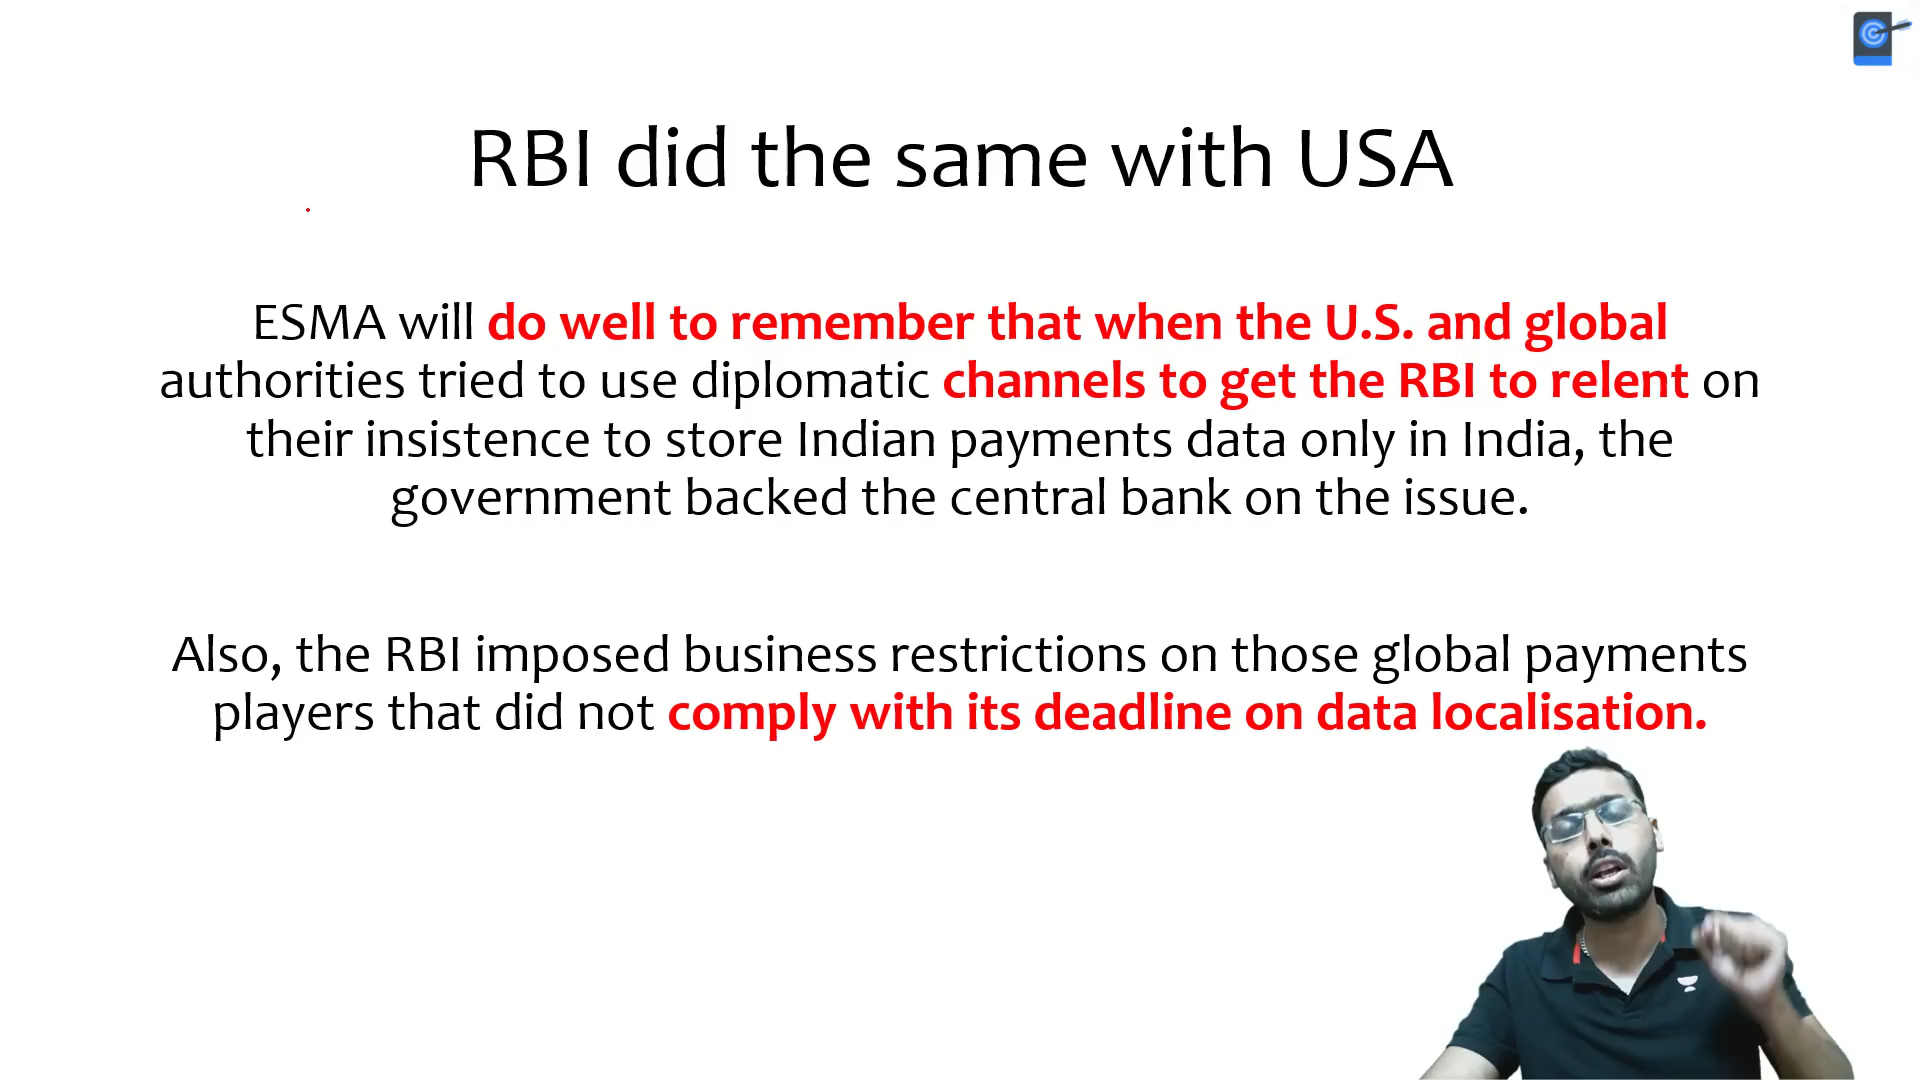 RBI did the same with USA
ESMA will do well to remember that when the U.S. and global
authorities tried to use diplomatic channels to get the RBI to relent on
their insistence to store Indian payments data only in India, the
government backed the central bank on the issue.
Also, the RBI imposed business restrictions on those global payments
players that did not comply with its deadline on data localisation.